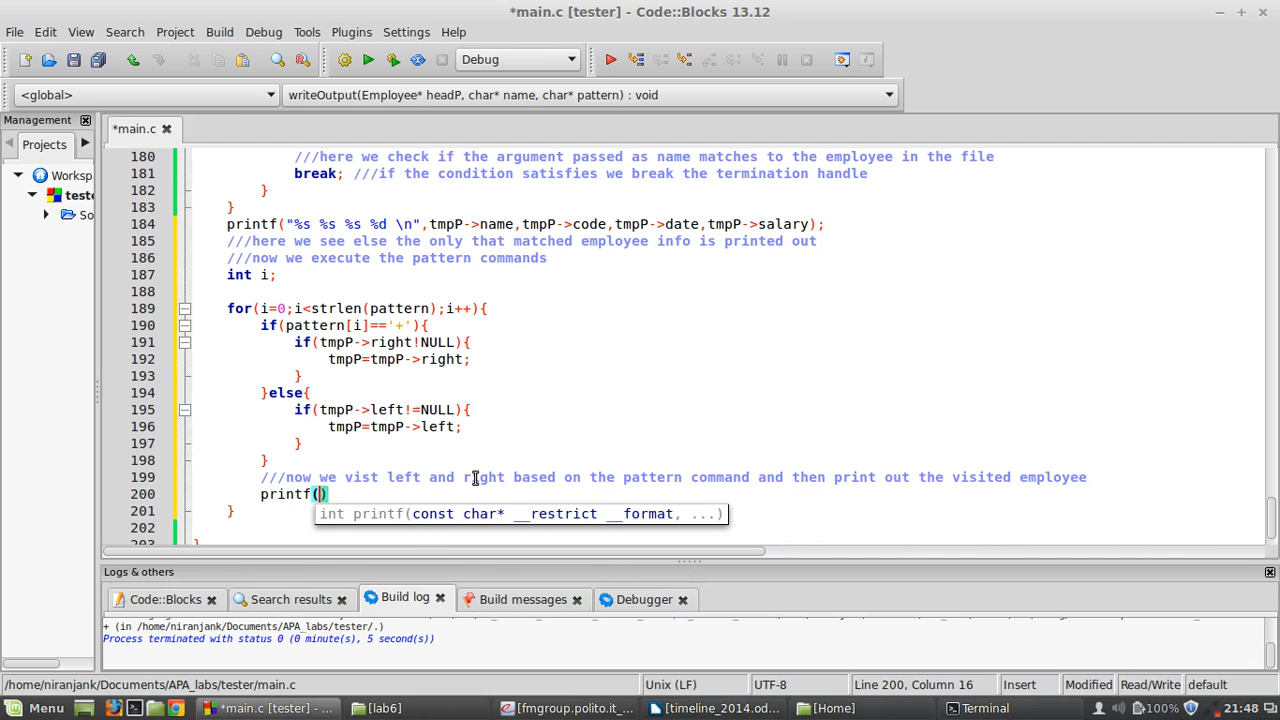 *main.c [tester] - Code::Blocks 13.12
File Edit View Search Project Build Debug Tools Plugins Settings Help
Debug
<global> writeOutput(Employee* headP, char* name, char* pattern) : void
Management *main.c
Projects
Worksp
teste
So
180 ///here we check if the argument passed as name matches to the employee in the file
181 break; ///if the condition satisfies we break the termination handle
182 }
183 }
184 printf("%s %s %s %d \n",tmpP->name,tmpP->code,tmpP->date,tmpP->salary);
185 ///here we see else the only that matched employee info is printed out
186 ///now we execute the pattern commands
187 int i;
188
189 for(i=0;i<strlen(pattern);i++){
190 if(pattern[i]=='+'){
191 if(tmpP->right!NULL){
192 tmpP=tmpP->right;
193 }
194 }else{
195 if(tmpP->left!=NULL){
196 tmpP=tmpP->left;
197 }
198 }
199 ///now we vist left and right based on the pattern command and then print out the visited employee
200 printf()
201 }
int printf(const char* __restrict __format, ...)
202
203 }
Logs & others
Code::Blocks Search results Build log Build messages Debugger
+ (in /home/niranjank/Documents/APA_labs/tester/.)
Process terminated with status 0 (0 minute(s), 5 second(s))
/home/niranjank/Documents/APA_labs/tester/main.c Unix (LF) UTF-8 Line 200, Column 16 Insert Modified Read/Write default
Menu *main.c [tester] - ... [lab6] [fmgroup.polito.it_... [timeline_2014.od... [Home] Terminal 100% 21:48